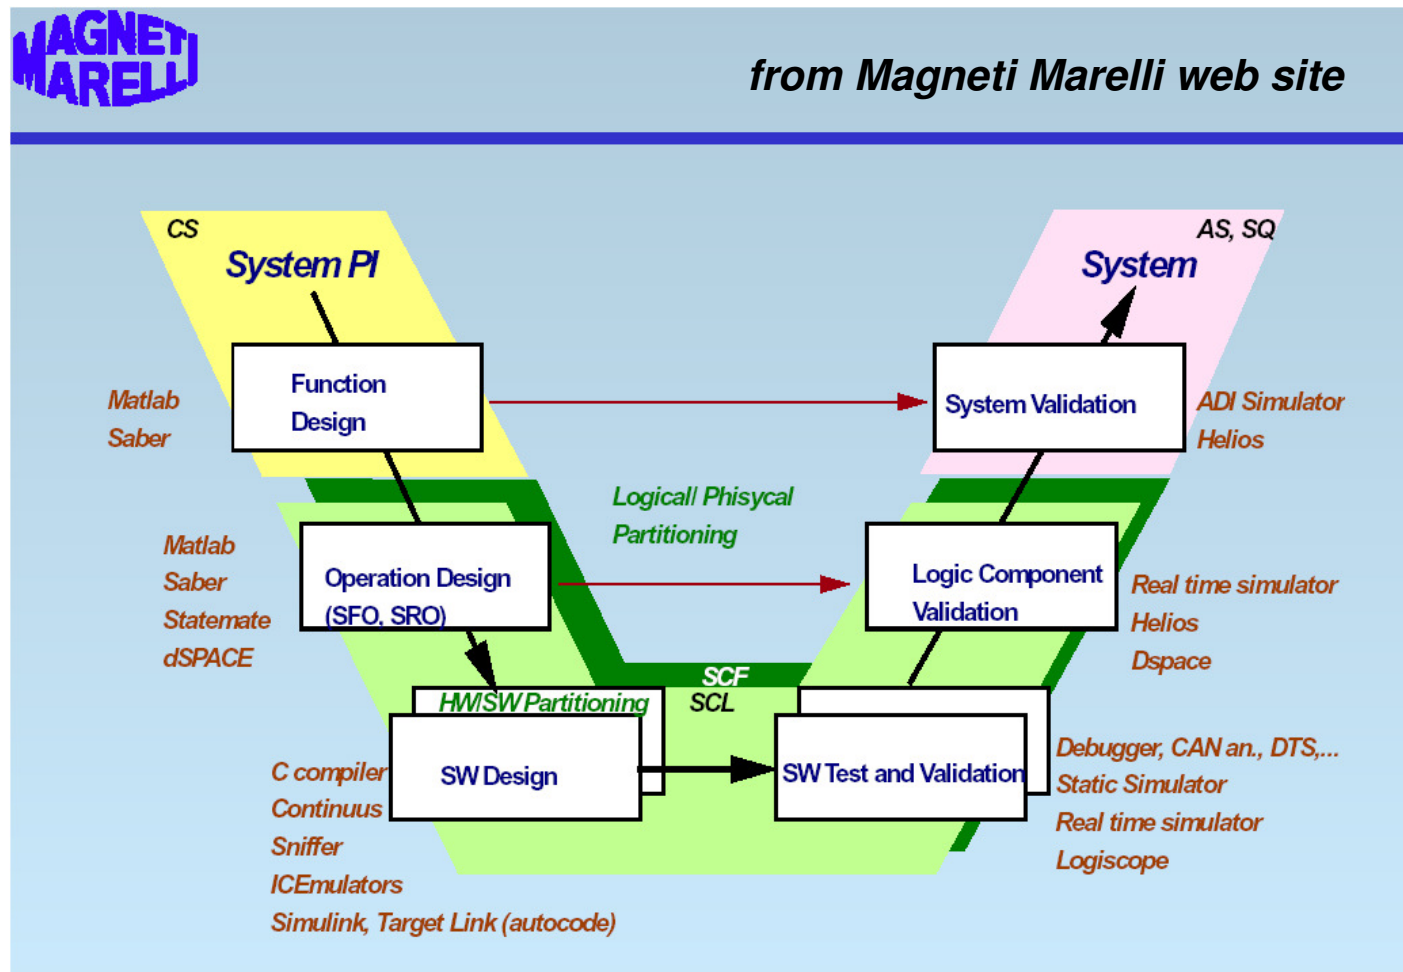 MAGNETI
MARELLI
from Magneti Marelli web site
CS
System PI
AS, SQ
System
Function
Design
System Validation
Matlab
Saber
ADI Simulator
Helios
Logical/ Phisycal
Partitioning
Matlab
Saber
Statemate
dSPACE
Operation Design
(SFO, SRO)
Logic Component
Validation
Real time simulator
Helios
Dspace
SCF
SCL
HW/SW Partitioning
SW Design
SW Test and Validation
C compiler
Continuus
Sniffer
ICEmulators
Simulink, Target Link (autocode)
Debugger, CAN an., DTS,...
Static Simulator
Real time simulator
Logiscope